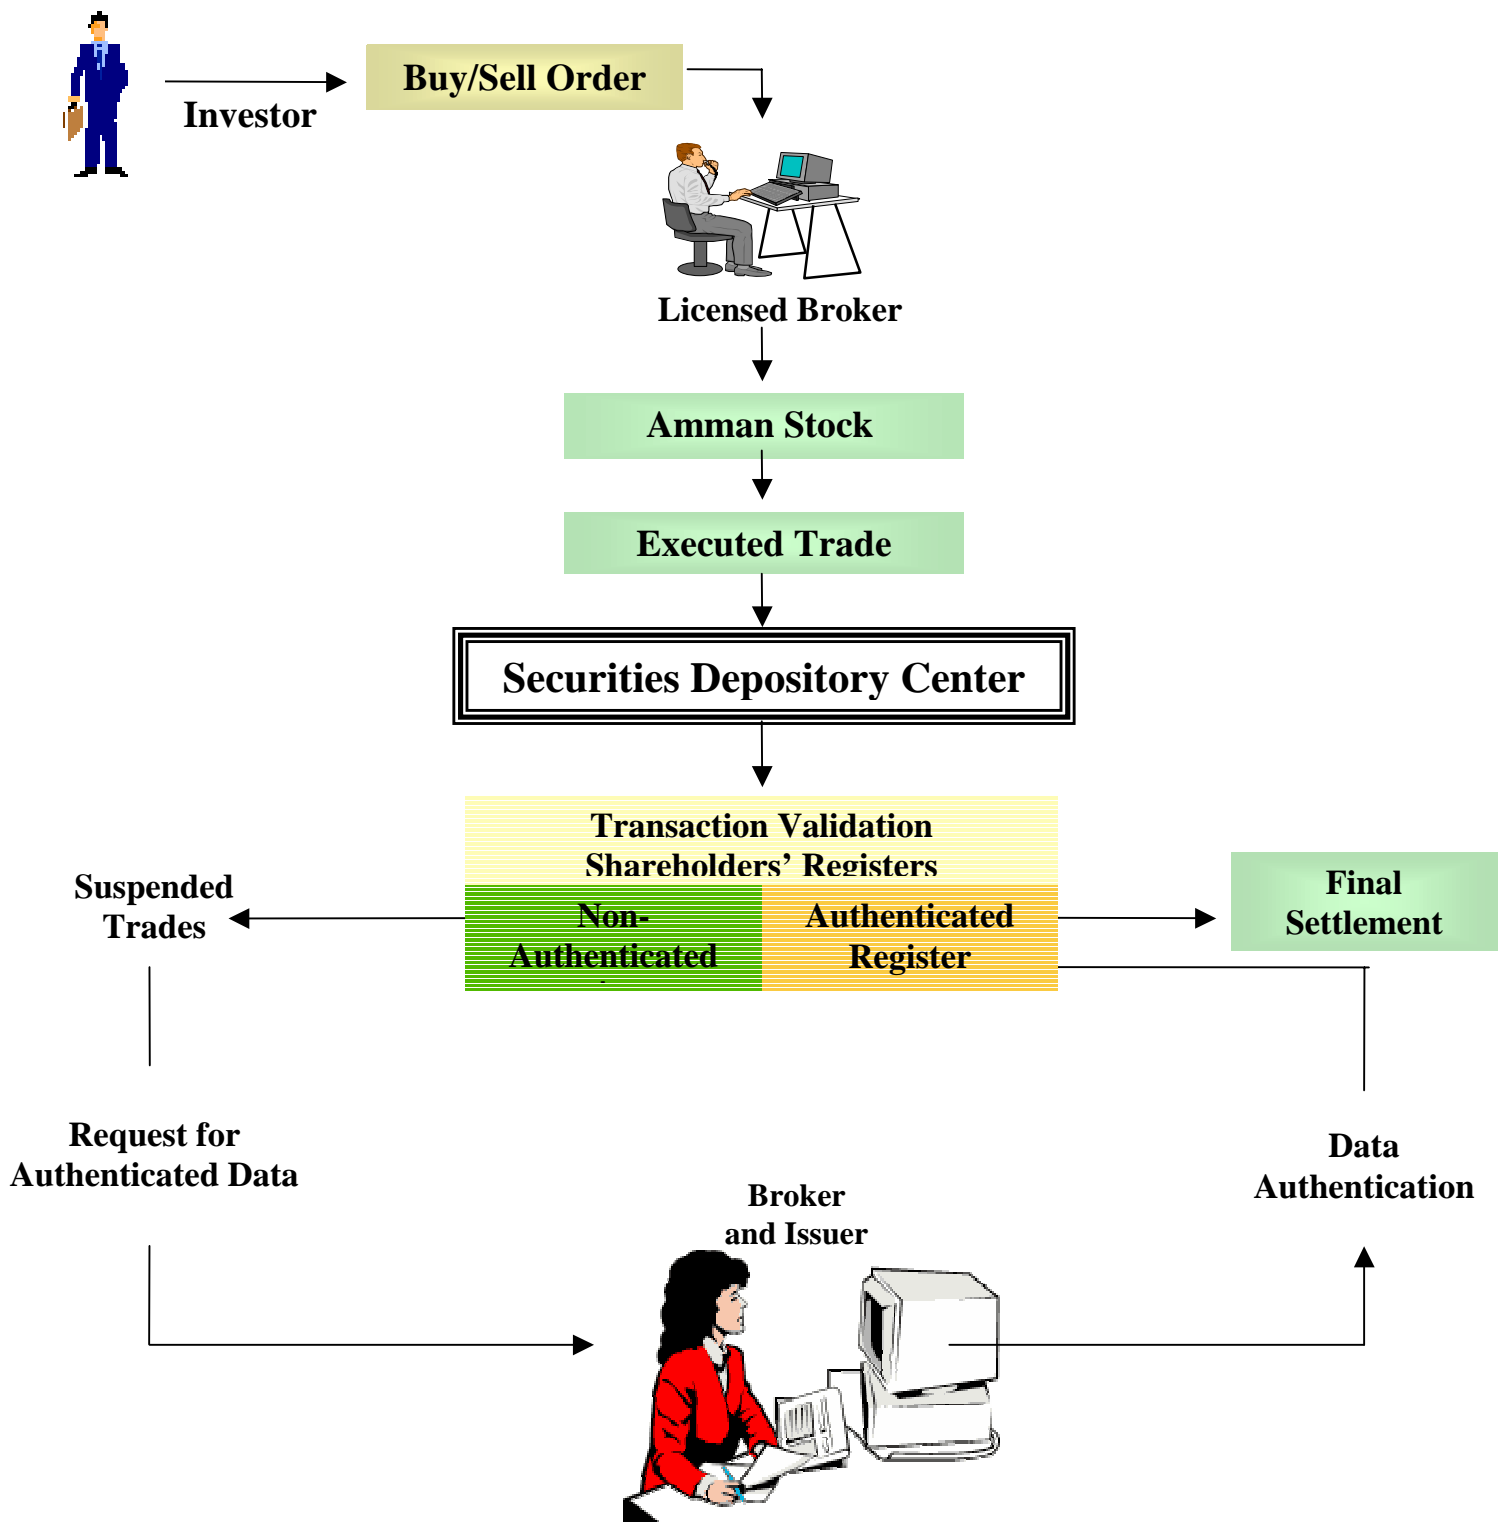 Buy/Sell Order
Investor
Licensed Broker
Amman Stock
Executed Trade
Securities Depository Center
Transaction Validation
Shareholders’ Registers
Suspended
Trades
Non-
Authenticated
Authenticated
Register
Final
Settlement
Request for
Authenticated Data
Data
Authentication
Broker
and Issuer